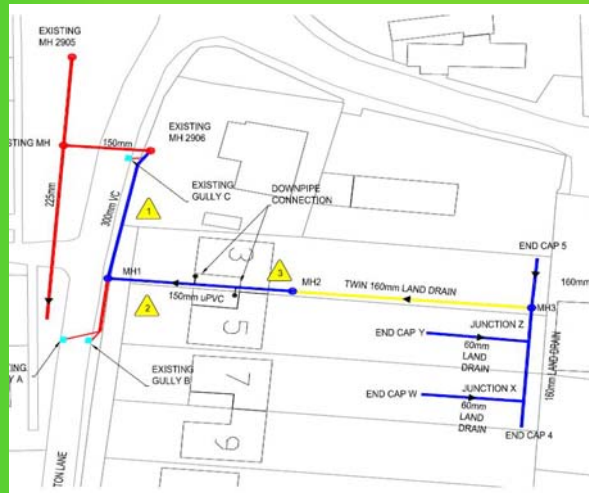 EXISTING
MH 2905
EXISTING
MH 2906
150mm
225mm
300mm VC
EXISTING
GULLY C
DOWNPIPE
CONNECTION
1
2
3
MH1
150mm uPVC
MH2
TWIN 160mm LAND DRAIN
MH3
END CAP 5
160mm
160mm LAND DRAIN
JUNCTION Z
END CAP Y
60mm
LAND
DRAIN
JUNCTION X
END CAP W
60mm
LAND
DRAIN
END CAP 4
EXISTING
GULLY B
STING MH
TING
LY A
TON LANE
3
5
7
9